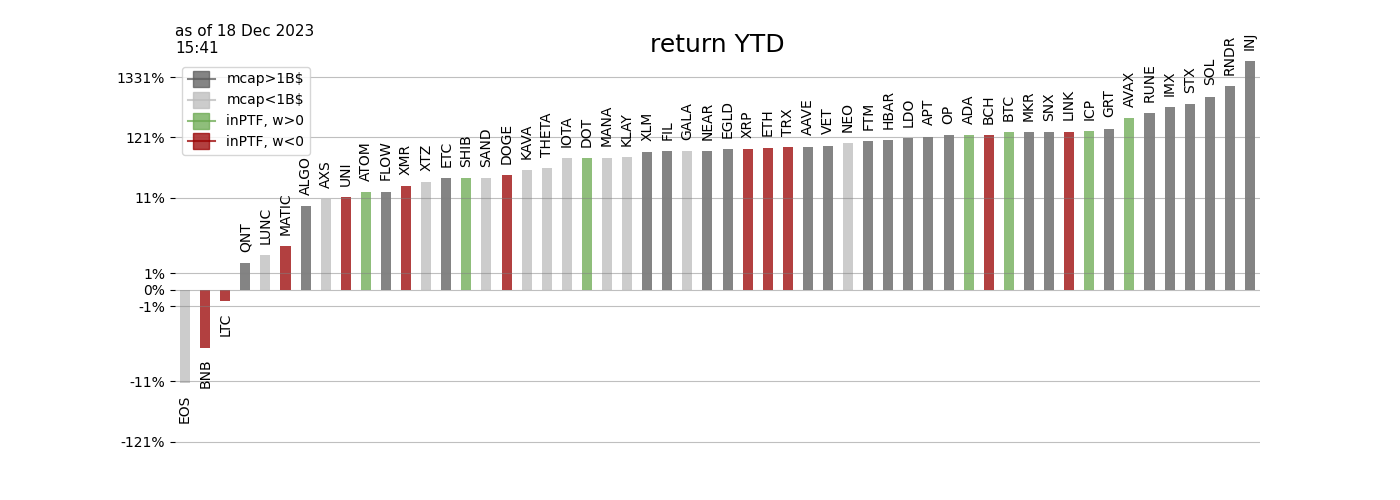 as of 18 Dec 2023
15:41
return YTD
mcap>1B$
mcap<1B$
inPTF, w>0
inPTF, w<0
1331%
121%
11%
1%
0%
-1%
-11%
-121%
EOS
BNB
LTC
QNT
LUNC
MATIC
ALGO
AXS
UNI
ATOM
FLOW
XMR
XTZ
ETC
SHIB
SAND
DOGE
KAVA
THETA
IOTA
DOT
MANA
KLAY
XLM
FIL
GALA
NEAR
EGLD
XRP
ETH
TRX
AAVE
VET
NEO
FTM
HBAR
LDO
APT
OP
ADA
BCH
BTC
MKR
SNX
LINK
ICP
GRT
AVAX
RUNE
IMX
STX
SOL
RNDR
INJ